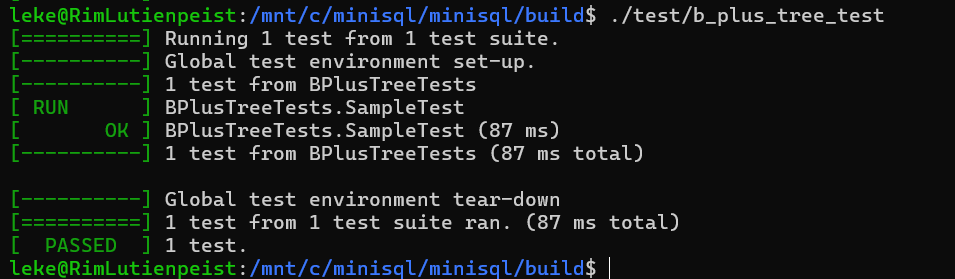 leke@RimLutienpeist:/mnt/c/minisql/minisql/build$ ./test/b_plus_tree_test
[==========] Running 1 test from 1 test suite.
[----------] Global test environment set-up.
[----------] 1 test from BPlusTreeTests
[ RUN      ] BPlusTreeTests.SampleTest
[       OK ] BPlusTreeTests.SampleTest (87 ms)
[----------] 1 test from BPlusTreeTests (87 ms total)

[----------] Global test environment tear-down
[==========] 1 test from 1 test suite ran. (87 ms total)
[  PASSED  ] 1 test.
leke@RimLutienpeist:/mnt/c/minisql/minisql/build$